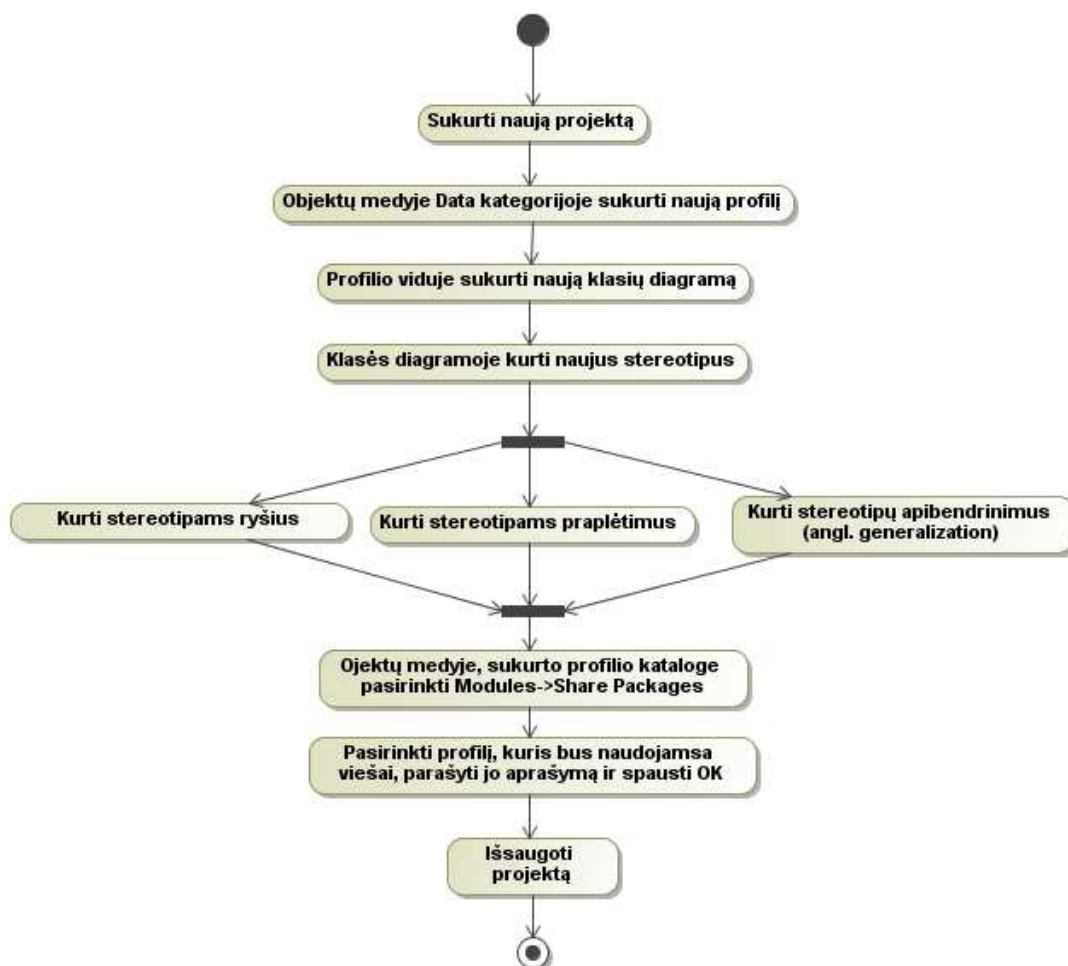 Sukurti naują projektą
Objektų medyje Data kategorijoje sukurti naują profilį
Profilio viduje sukurti naują klasių diagramą
Klasės diagramoje kurti naujus stereotipus
Kurti stereotipams ryšius
Kurti stereotipams praplėtimus
Kurti stereotipų apibendrinimus
(angl. generalization)
Ojektų medyje, sukurto profilio kataloge
pasirinkti Modules->Share Packages
Pasirinkti profilį, kuris bus naudojamsa
viešai, parašyti jo aprašymą ir spausti OK
Išsaugoti
projektą